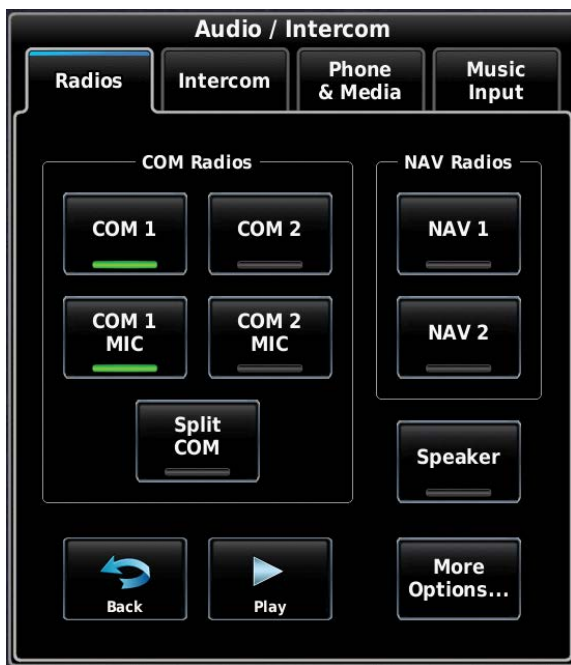 Audio / Intercom
Radios
Intercom
Phone
& Media
Music
Input
COM Radios
NAV Radios
COM 1
COM 2
NAV 1
COM 1
MIC
COM 2
MIC
NAV 2
Split
COM
Speaker
Back
Play
More
Options...